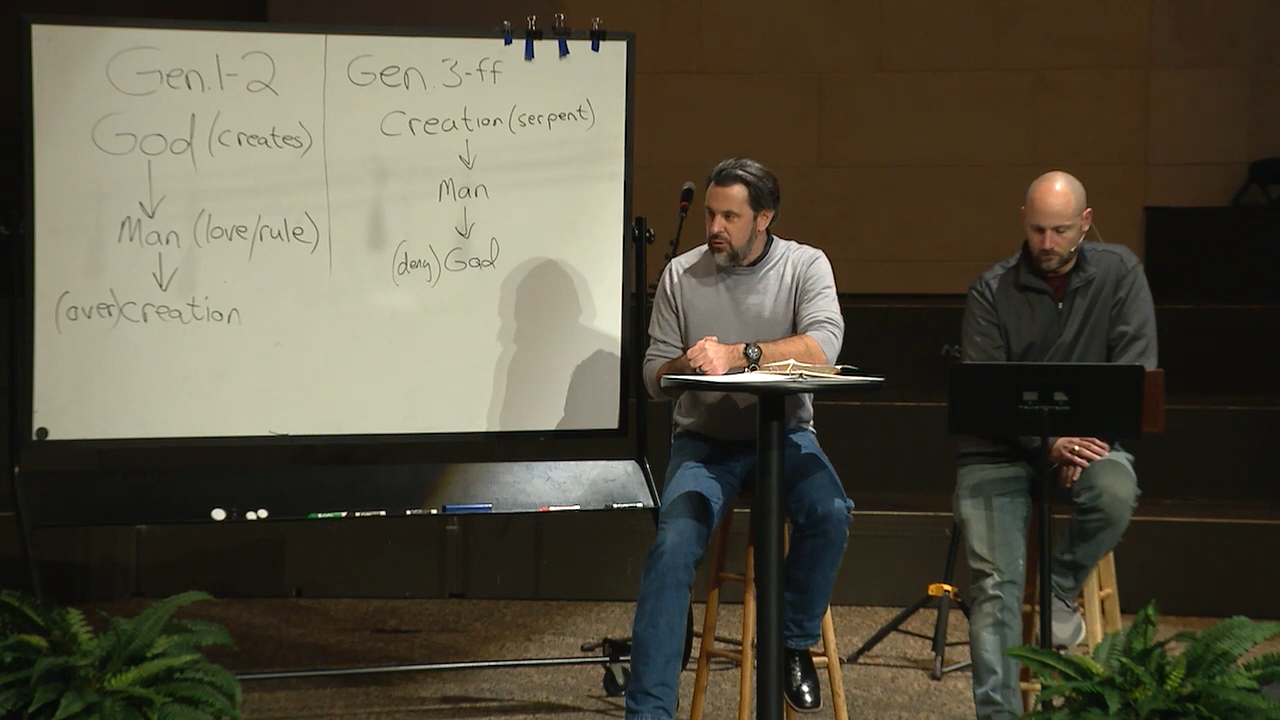 Gen.1-2
God (creates)
Man (love/rule)
(over)creation
Gen.3-ff
Creation (serpent)
Man
(deny) God